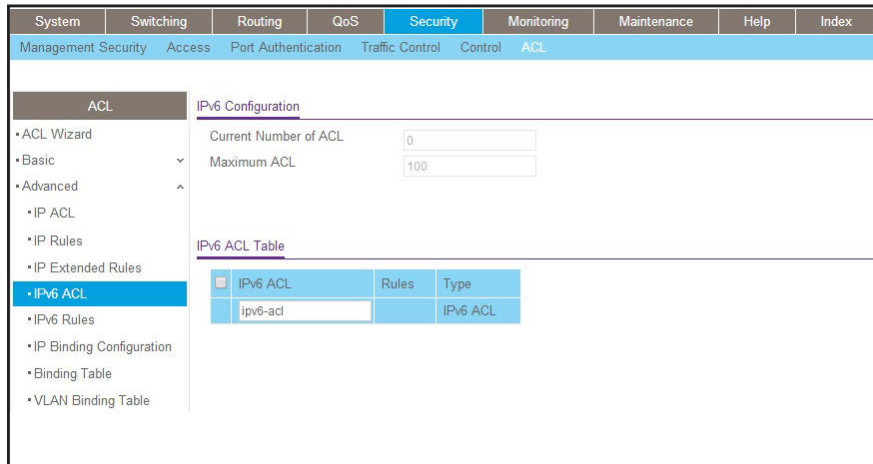 System Switching Routing QoS Security Monitoring Maintenance Help Index
Management Security Access Port Authentication Traffic Control Control ACL
ACL
ACL Wizard
Basic
Advanced
IP ACL
IP Rules
IP Extended Rules
IPv6 ACL
IPv6 Rules
IP Binding Configuration
Binding Table
VLAN Binding Table
IPv6 Configuration
Current Number of ACL 0
Maximum ACL 100
IPv6 ACL Table
IPv6 ACL Rules Type
ipv6-acl IPv6 ACL